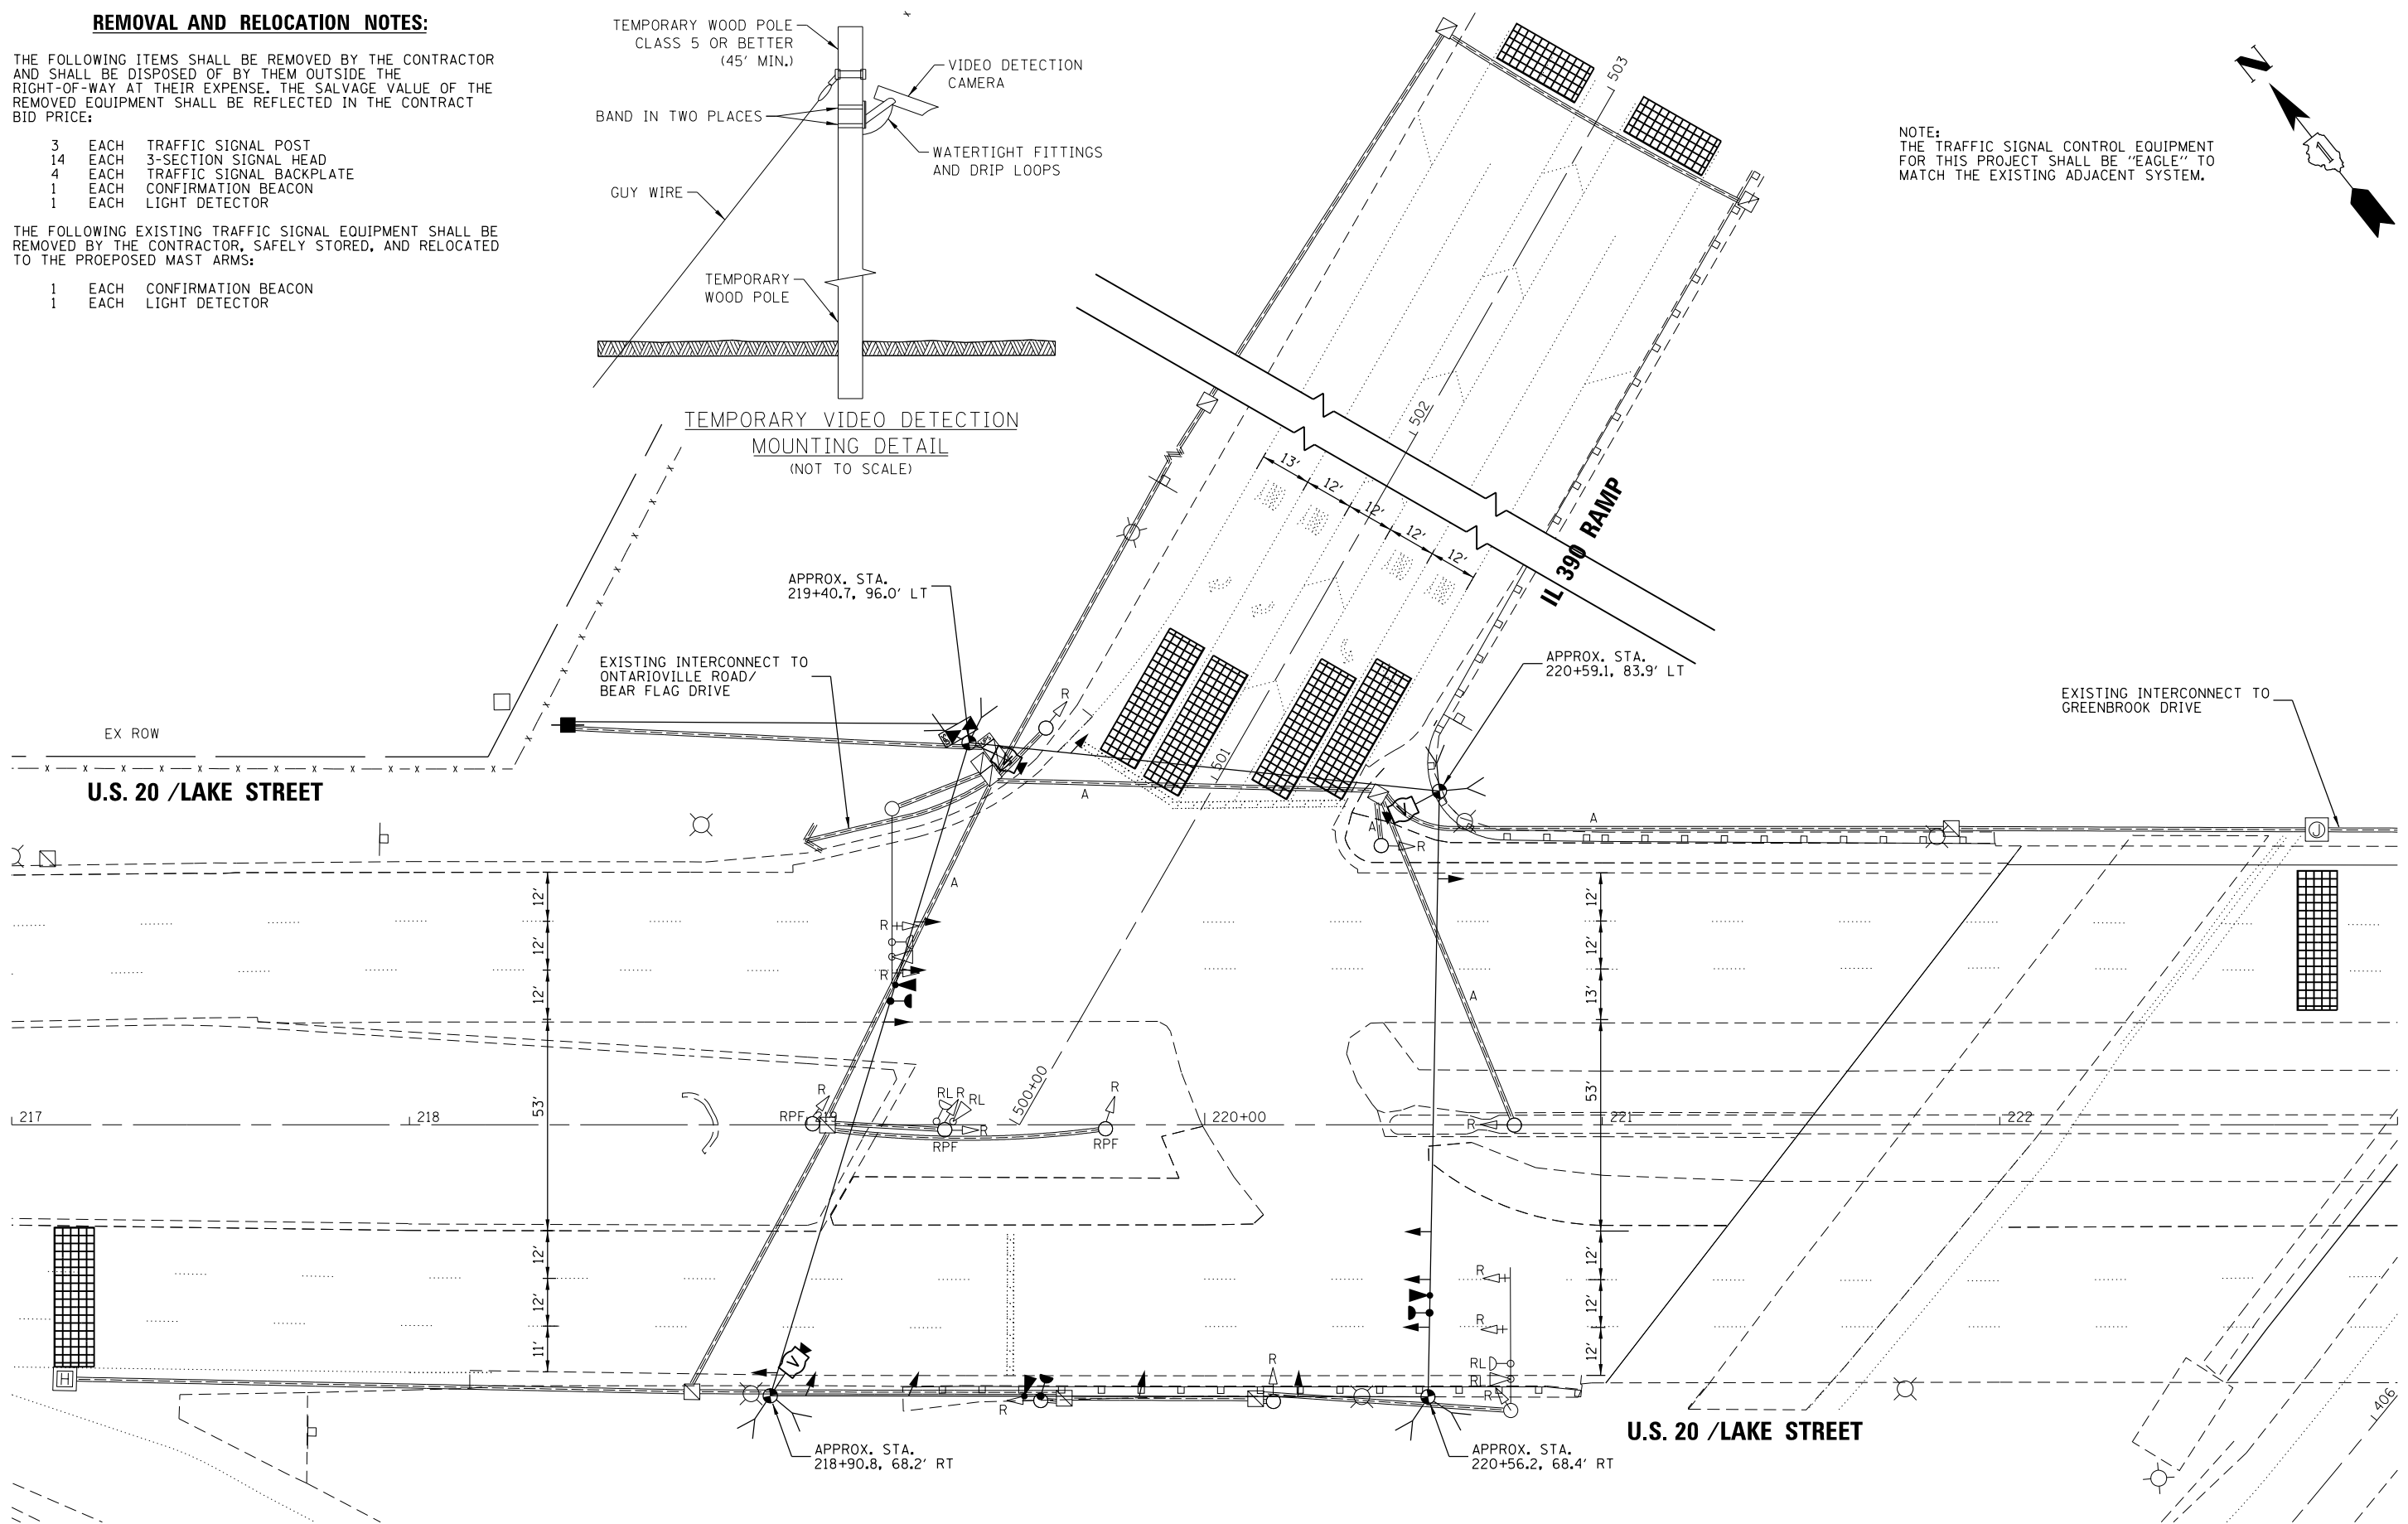 REMOVAL AND RELOCATION NOTES:
THE FOLLOWING ITEMS SHALL BE REMOVED BY THE CONTRACTOR
AND SHALL BE DISPOSED OF BY THEM OUTSIDE THE
RIGHT-OF-WAY AT THEIR EXPENSE. THE SALVAGE VALUE OF THE
REMOVED EQUIPMENT SHALL BE REFLECTED IN THE CONTRACT
BID PRICE:
3 EACH TRAFFIC SIGNAL POST
14 EACH 3-SECTION SIGNAL HEAD
4 EACH TRAFFIC SIGNAL BACKPLATE
1 EACH CONFIRMATION BEACON
1 EACH LIGHT DETECTOR
THE FOLLOWING EXISTING TRAFFIC SIGNAL EQUIPMENT SHALL BE
REMOVED BY THE CONTRACTOR, SAFELY STORED, AND RELOCATED
TO THE PROEPOSED MAST ARMS:
1 EACH CONFIRMATION BEACON
1 EACH LIGHT DETECTOR
TEMPORARY WOOD POLE
CLASS 5 OR BETTER
(45' MIN.)
VIDEO DETECTION
CAMERA
BAND IN TWO PLACES
WATERTIGHT FITTINGS
AND DRIP LOOPS
GUY WIRE
TEMPORARY
WOOD POLE
TEMPORARY VIDEO DETECTION
MOUNTING DETAIL
(NOT TO SCALE)
NOTE:
THE TRAFFIC SIGNAL CONTROL EQUIPMENT
FOR THIS PROJECT SHALL BE "EAGLE" TO
MATCH THE EXISTING ADJACENT SYSTEM.
N
1
503
502
13'
12'
12'
12'
12'
IL 390 RAMP
APPROX. STA.
219+40.7, 96.0' LT
EXISTING INTERCONNECT TO
ONTARIOVILLE ROAD/
BEAR FLAG DRIVE
APPROX. STA.
220+59.1, 83.9' LT
EXISTING INTERCONNECT TO
GREENBROOK DRIVE
EX ROW
U.S. 20 /LAKE STREET
R
501
A
V
A
A
R
J
A
12'
12'
12'
53'
12'
12'
11'
R
R
A
12'
12'
13'
53'
12'
12'
12'
217
218
RPF
R
RL
R
RL
R
RPF
500+00
R
RPF
220+00
R
221
222
R
R
RL
RL
R
H
V
R
R
APPROX. STA.
218+90.8, 68.2' RT
APPROX. STA.
220+56.2, 68.4' RT
U.S. 20 /LAKE STREET
406